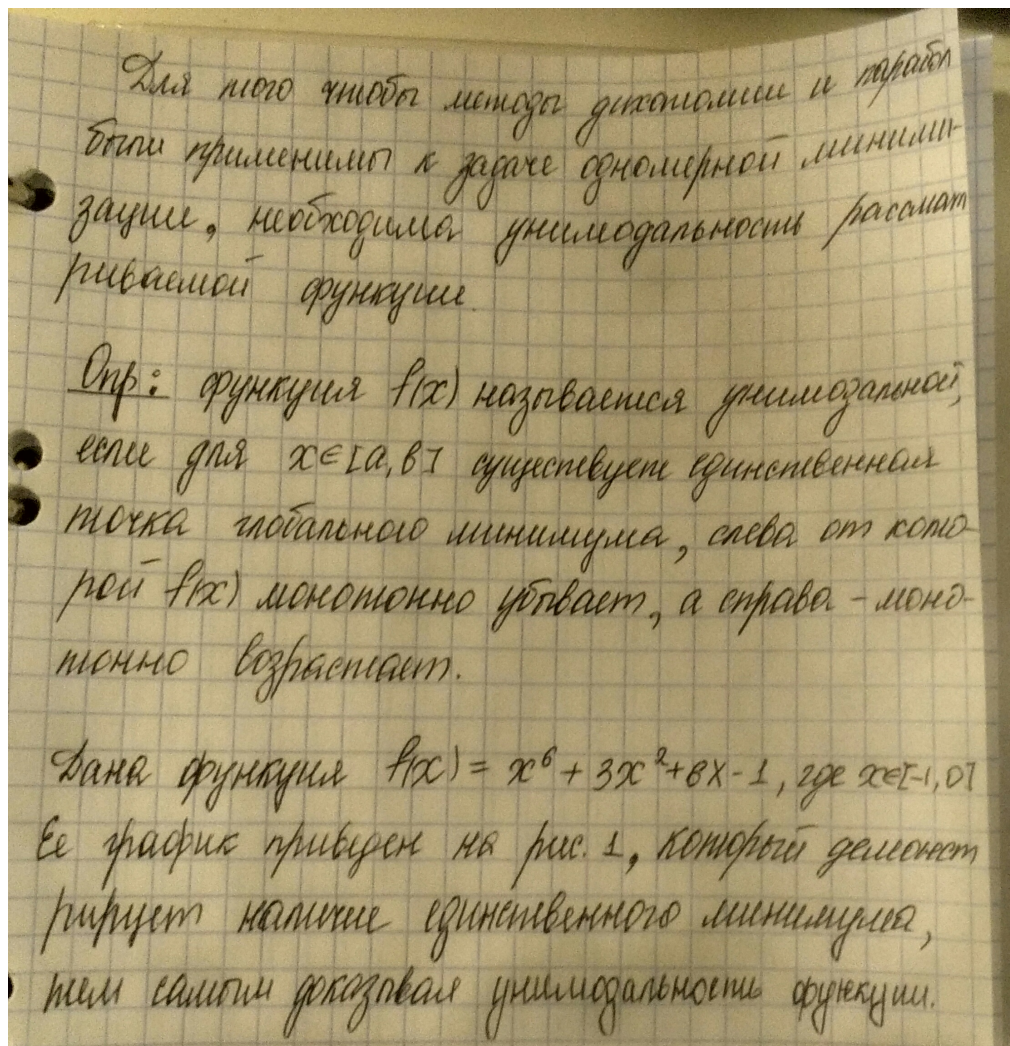 Для того чтобы методы дихотомии и парабол
были применимы к задаче одномерной миними-
зации, необходима унимодальность рассмат
риваемой функции.
Опр: функция f(x) называется унимодальной,
если для x∈[a,b] существует единственная
точка глобального минимума, слева от кото-
рой f(x) монотонно убывает, а справа – моно-
тонно возрастает.
Дана функция f(x) = x⁶ + 3x² + 6x - 1, где x∈[-1,0]
Ее график приведен на рис. 1, который демонст
рирует наличие единственного минимума,
тем самым доказывая унимодальность функции.